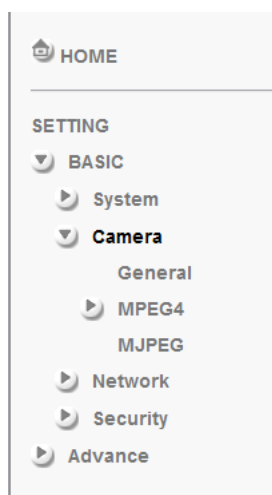 HOME
SETTING
BASIC
System
Camera
General
MPEG4
MJPEG
Network
Security
Advance